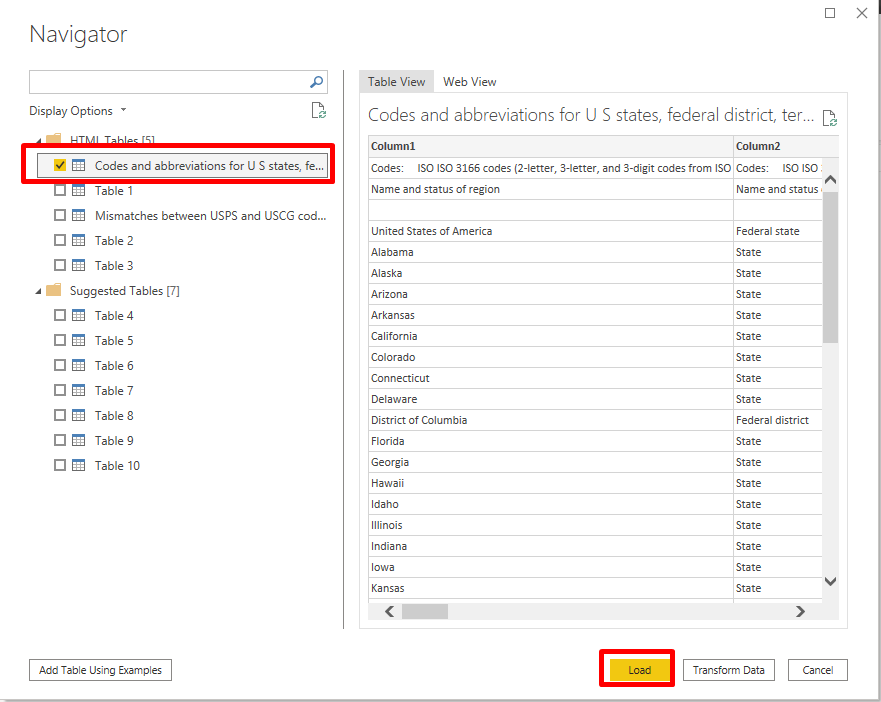 Navigator
Display Options
HTML Tables [5]
Codes and abbreviations for U S states, fe...
Table 1
Mismatches between USPS and USCG cod...
Table 2
Table 3
Suggested Tables [7]
Table 4
Table 5
Table 6
Table 7
Table 8
Table 9
Table 10
Table View Web View
Codes and abbreviations for U S states, federal district, ter...
Column1 Column2
Codes: ISO ISO 3166 codes (2-letter, 3-letter, and 3-digit codes from ISO Codes: ISO ISO 3
Name and status of region Name and status
United States of America Federal state
Alabama State
Alaska State
Arizona State
Arkansas State
California State
Colorado State
Connecticut State
Delaware State
District of Columbia Federal district
Florida State
Georgia State
Hawaii State
Idaho State
Illinois State
Indiana State
Iowa State
Kansas State
Add Table Using Examples Load Transform Data Cancel